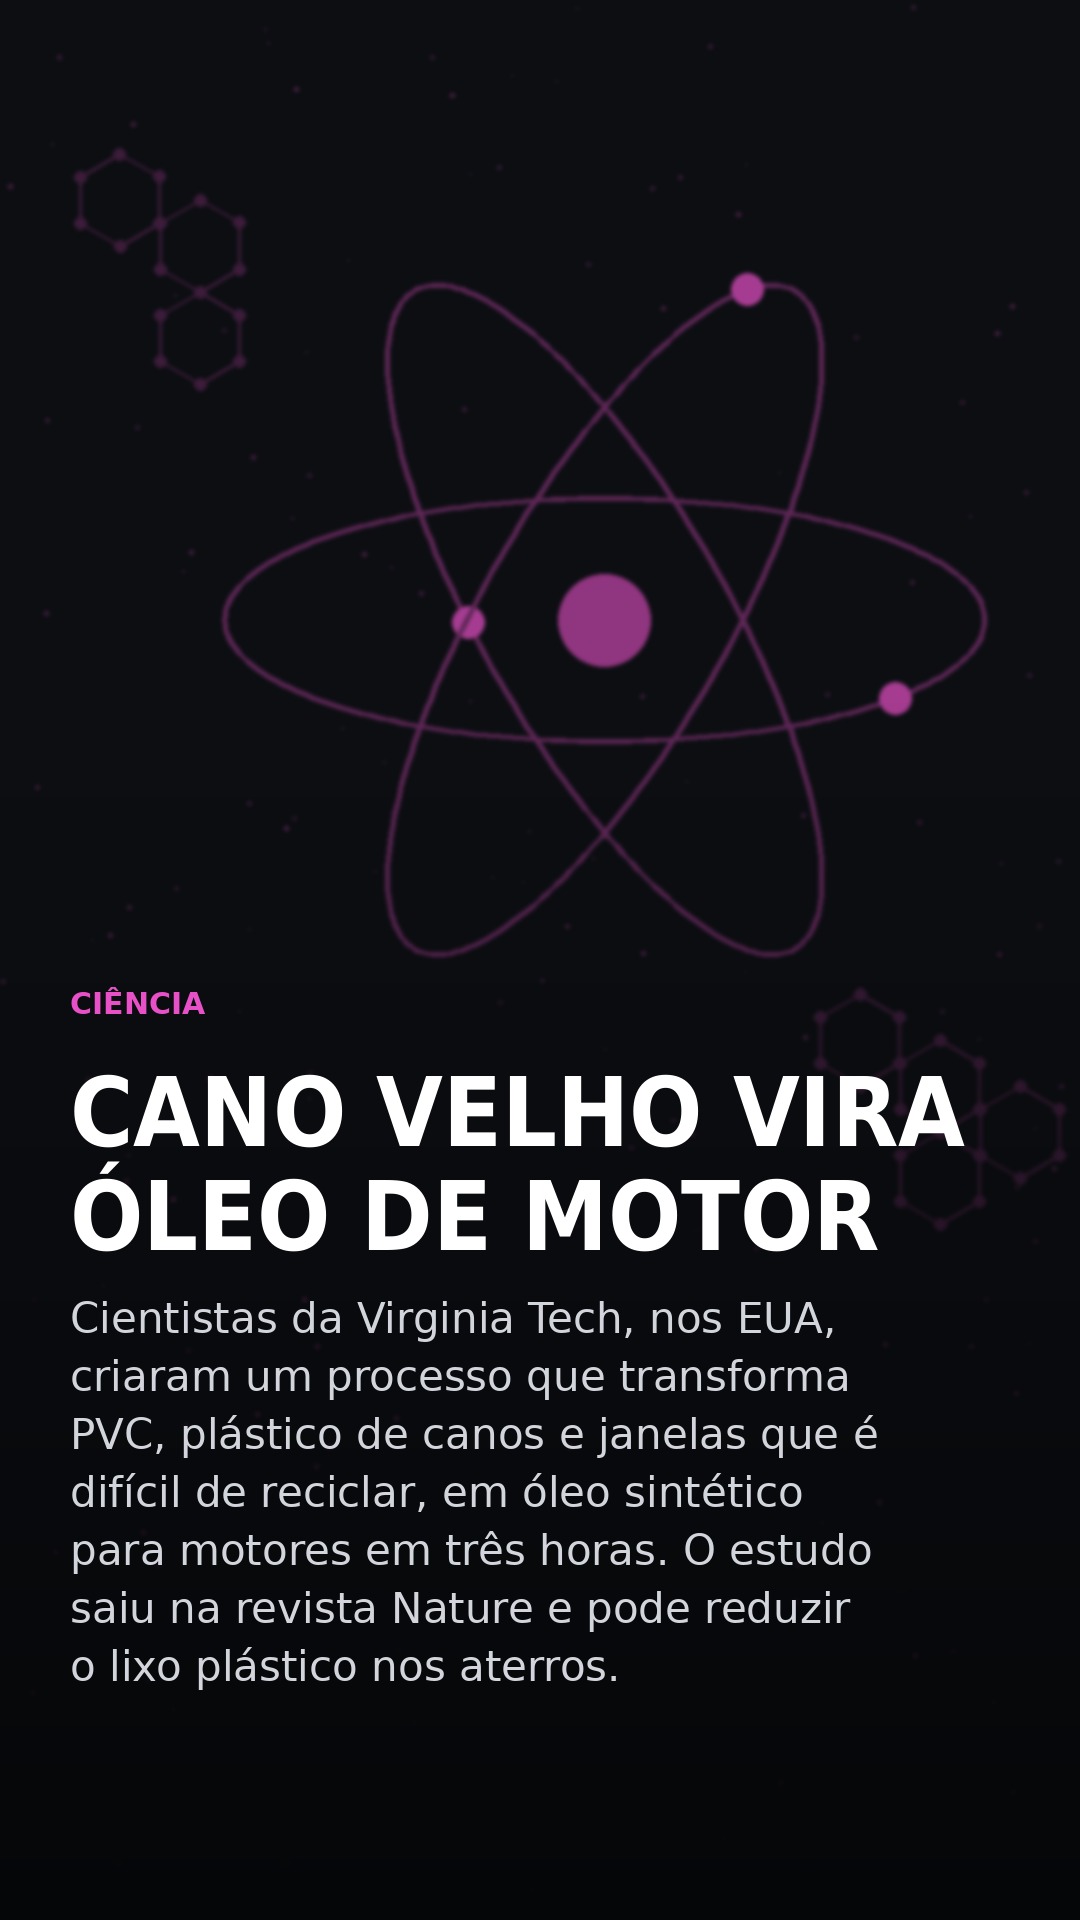 CIÊNCIA
CANO VELHO VIRA
ÓLEO DE MOTOR
Cientistas da Virginia Tech, nos EUA,
criaram um processo que transforma
PVC, plástico de canos e janelas que é
difícil de reciclar, em óleo sintético
para motores em três horas. O estudo
saiu na revista Nature e pode reduzir
o lixo plástico nos aterros.